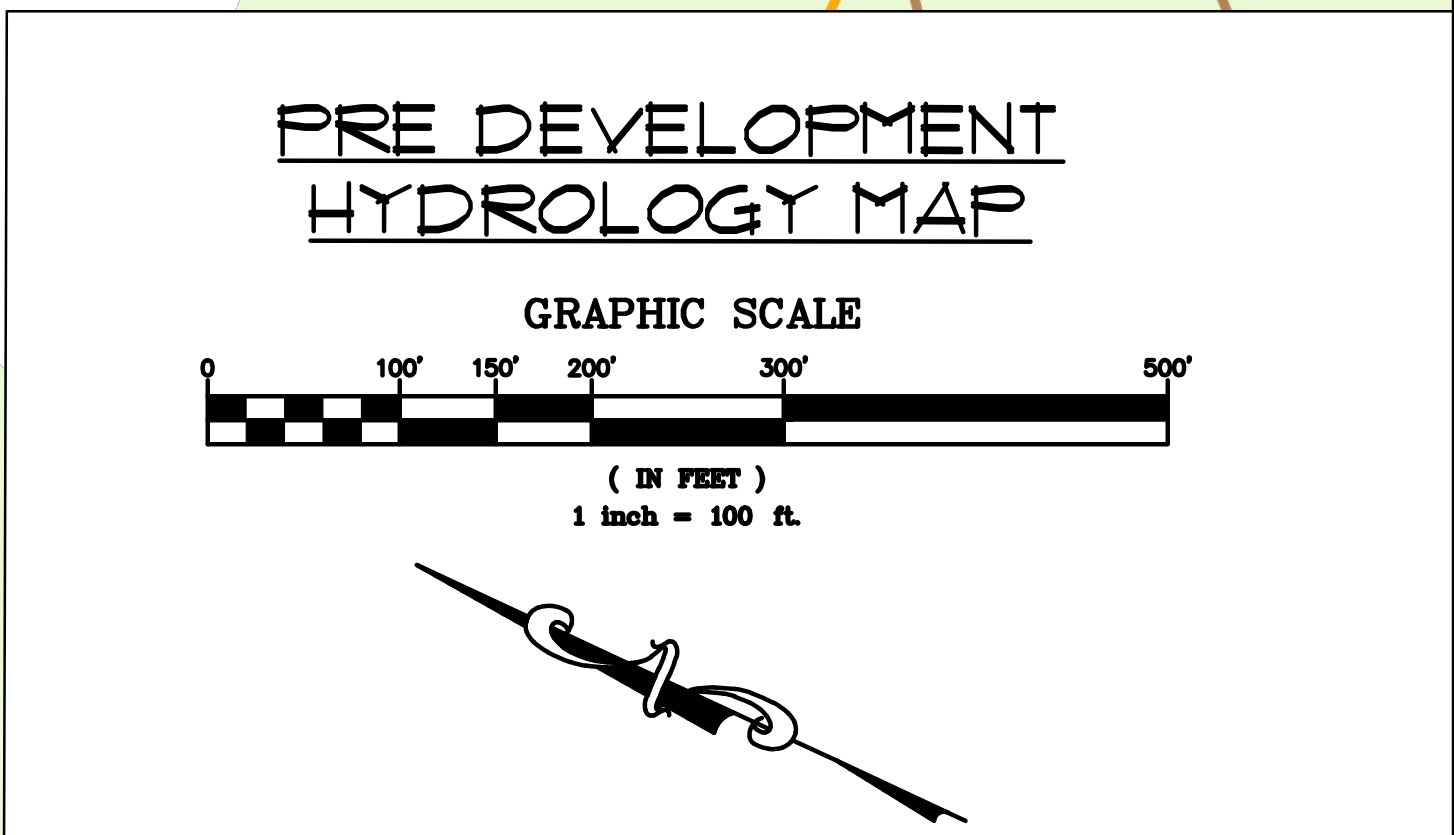 PRE DEVELOPMENT
HYDROLOGY MAP
GRAPHIC SCALE
0 100' 150' 200' 300' 500'
( IN FEET )
1 inch = 100 ft.